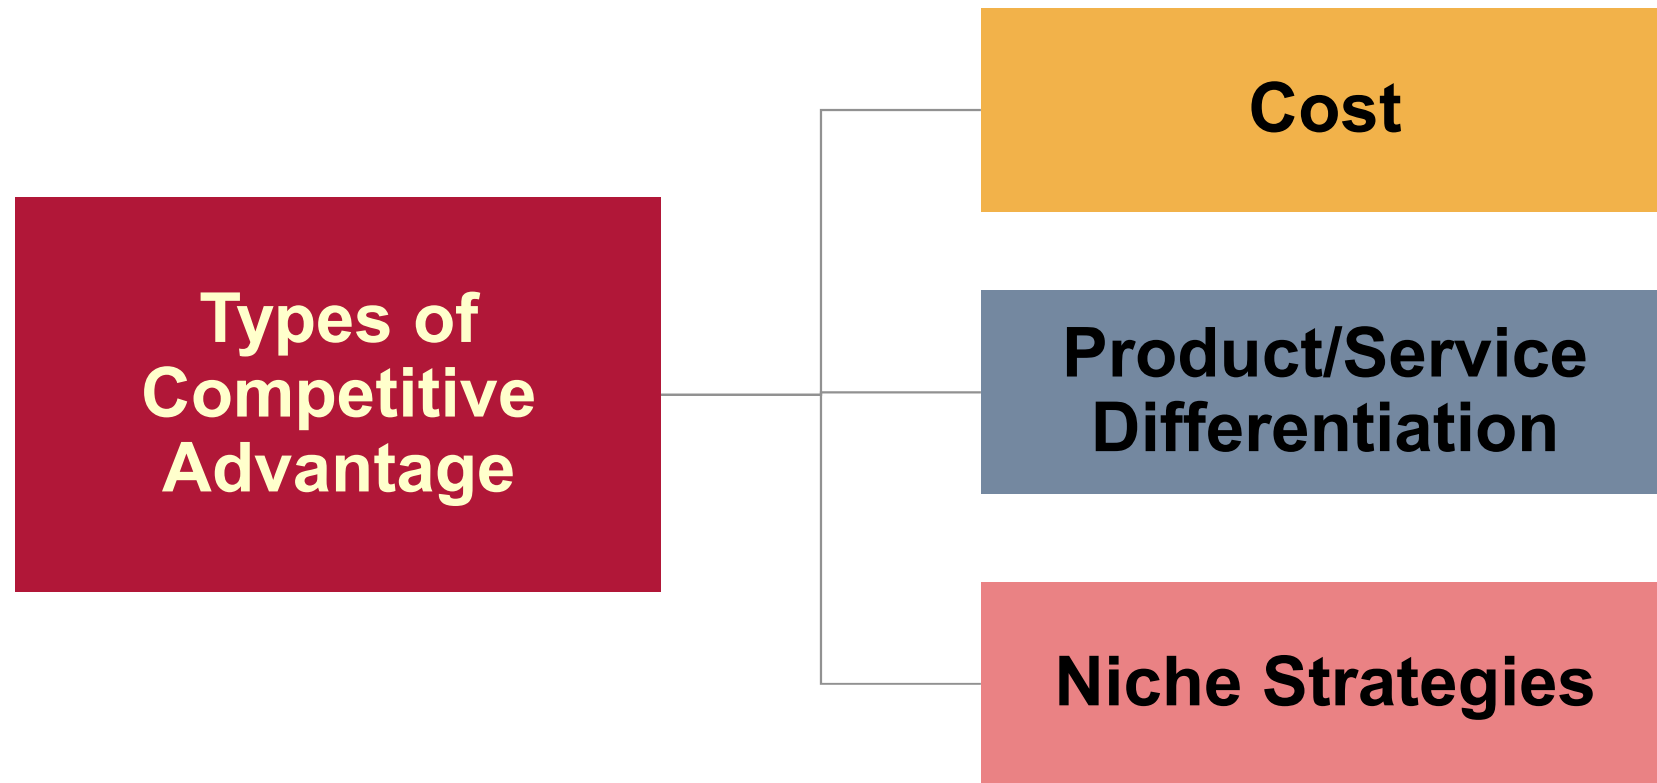 Types of
Competitive
Advantage
Cost
Product/Service
Differentiation
Niche Strategies